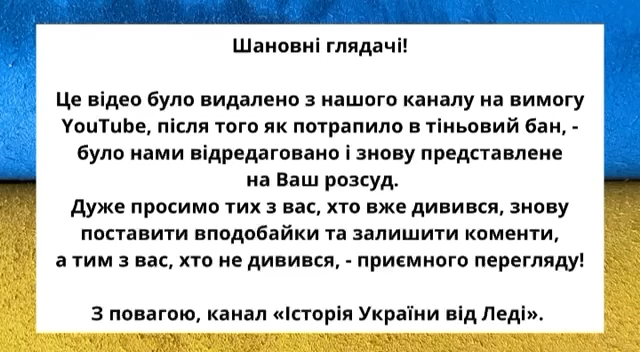 Шановні глядачі!
Це відео було видалено з нашого каналу на вимогу
YouTube, після того як потрапило в тіньовий бан, -
було нами відредаговано і знову представлене
на Ваш розсуд.
Дуже просимо тих з вас, хто вже дивився, знову
поставити вподобайки та залишити коменти,
а тим з вас, хто не дивився, - приємного перегляду!
З повагою, канал «Історія України від Леді».